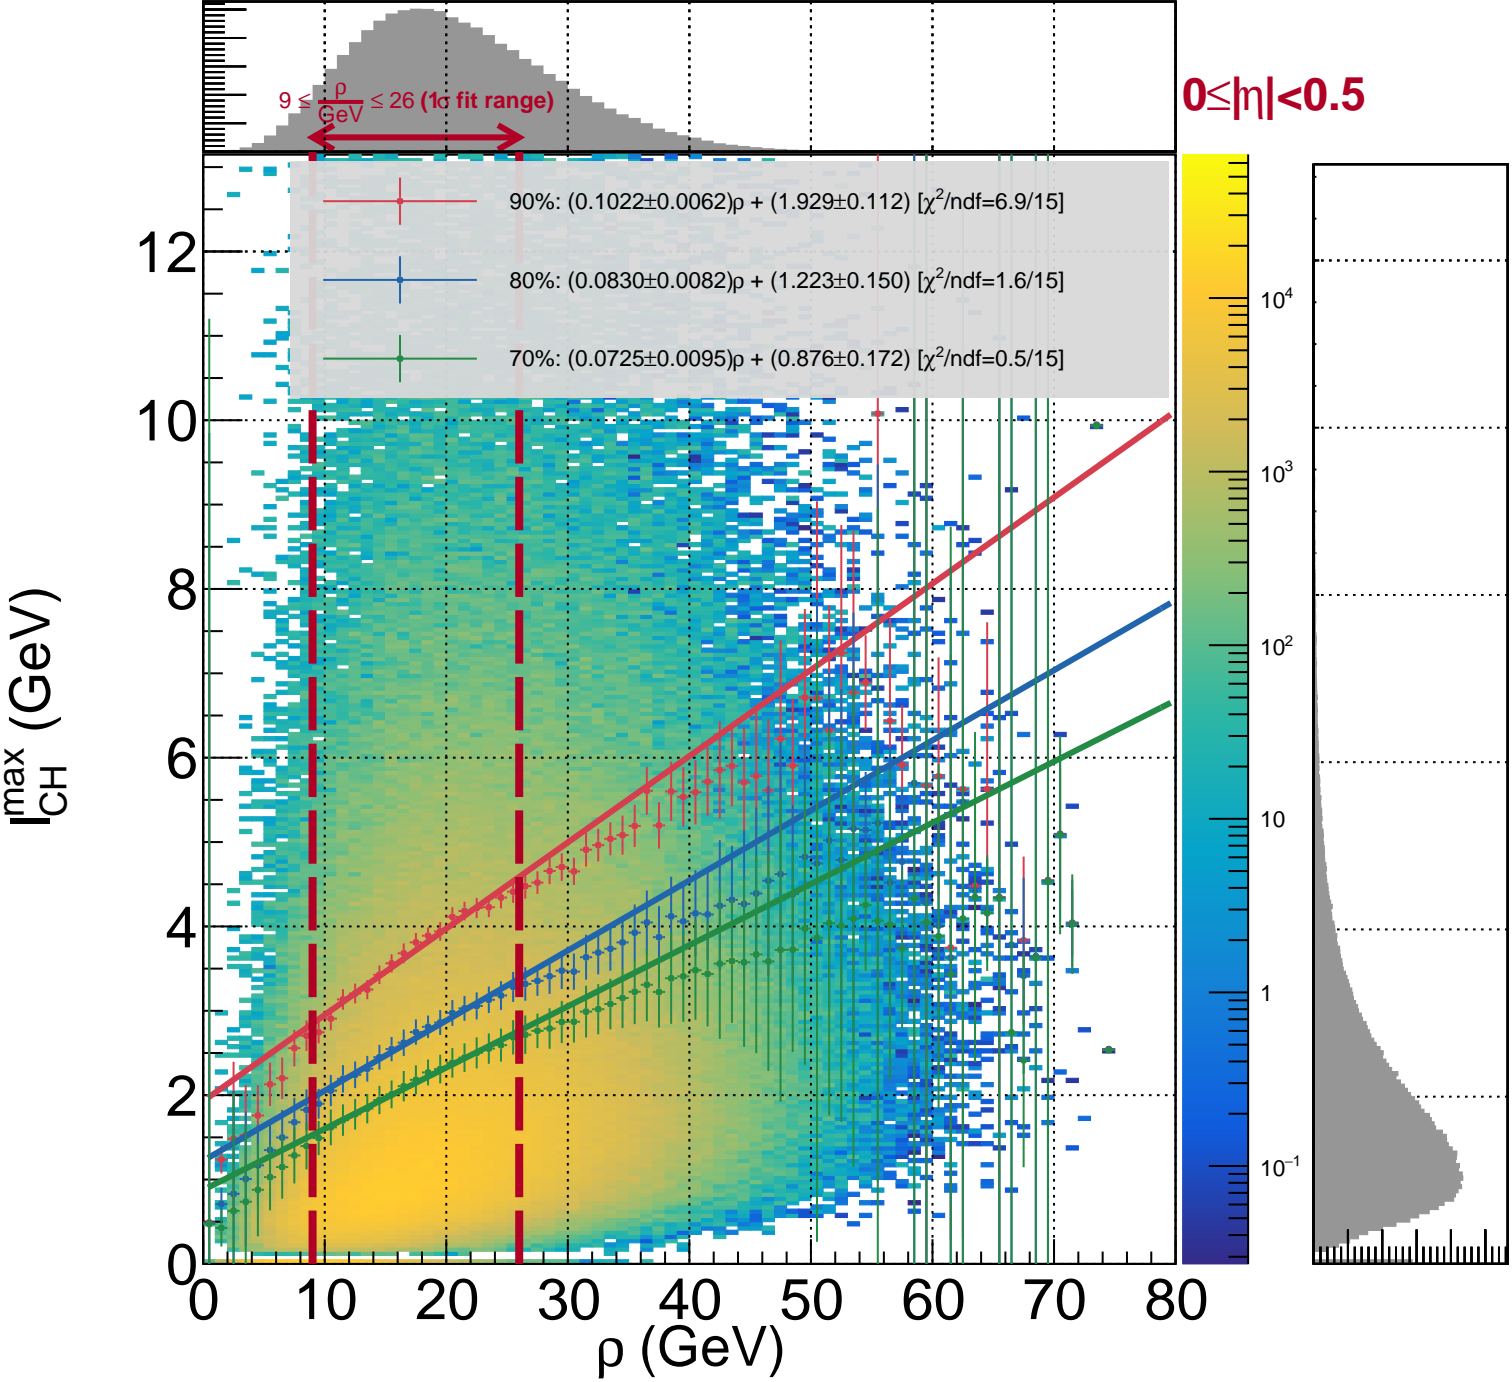 9 ≤ ρ/GeV ≤ 26 (1σ fit range)
0≤|η|<0.5
90%: (0.1022±0.0062)ρ + (1.929±0.112) [χ²/ndf=6.9/15]
80%: (0.0830±0.0082)ρ + (1.223±0.150) [χ²/ndf=1.6/15]
70%: (0.0725±0.0095)ρ + (0.876±0.172) [χ²/ndf=0.5/15]
12
10
8
6
4
2
0
I_CH^max (GeV)
0 10 20 30 40 50 60 70 80
ρ (GeV)
10⁴
10³
10²
10
1
10⁻¹